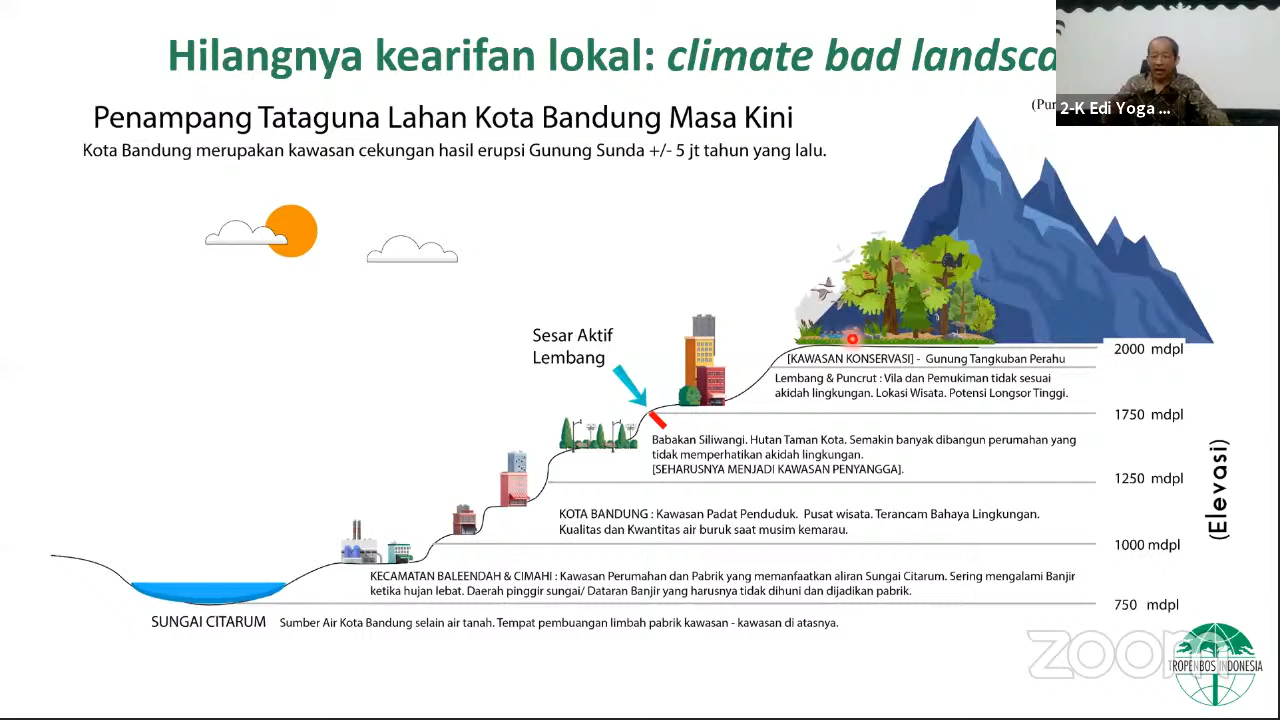 Hilangnya kearifan lokal: climate bad
2-K Edi Yoga ...
Penampang Tataguna Lahan Kota Bandung Masa Kini
Kota Bandung merupakan kawasan cekungan hasil erupsi Gunung Sunda +/- 5 jt tahun yang lalu.
Sesar Aktif
Lembang
[KAWASAN KONSERVASI] - Gunung Tangkuban Perahu
2000 mdpl
Lembang & Puncrut : Vila dan Pemukiman tidak sesuai
akidah lingkungan. Lokasi Wisata. Potensi Longsor Tinggi.
1750 mdpl
Babakan Siliwangi. Hutan Taman Kota. Semakin banyak dibangun perumahan yang
tidak memperhatikan akidah lingkungan.
[SEHARUSNYA MENJADI KAWASAN PENYANGGA].
1250 mdpl
(Elevasi)
KOTA BANDUNG : Kawasan Padat Penduduk. Pusat wisata. Terancam Bahaya Lingkungan.
Kualitas dan Kwantitas air buruk saat musim kemarau.
1000 mdpl
KECAMATAN BALEENDAH & CIMAHI : Kawasan Perumahan dan Pabrik yang memanfaatkan aliran Sungai Citarum. Sering mengalami Banjir
ketika hujan lebat. Daerah pinggir sungai/ Dataran Banjir yang harusnya tidak dihuni dan dijadikan pabrik.
750 mdpl
SUNGAI CITARUM Sumber Air Kota Bandung selain air tanah. Tempat pembuangan limbah pabrik kawasan - kawasan di atasnya.
zoom
TROPENBOS INDONESIA